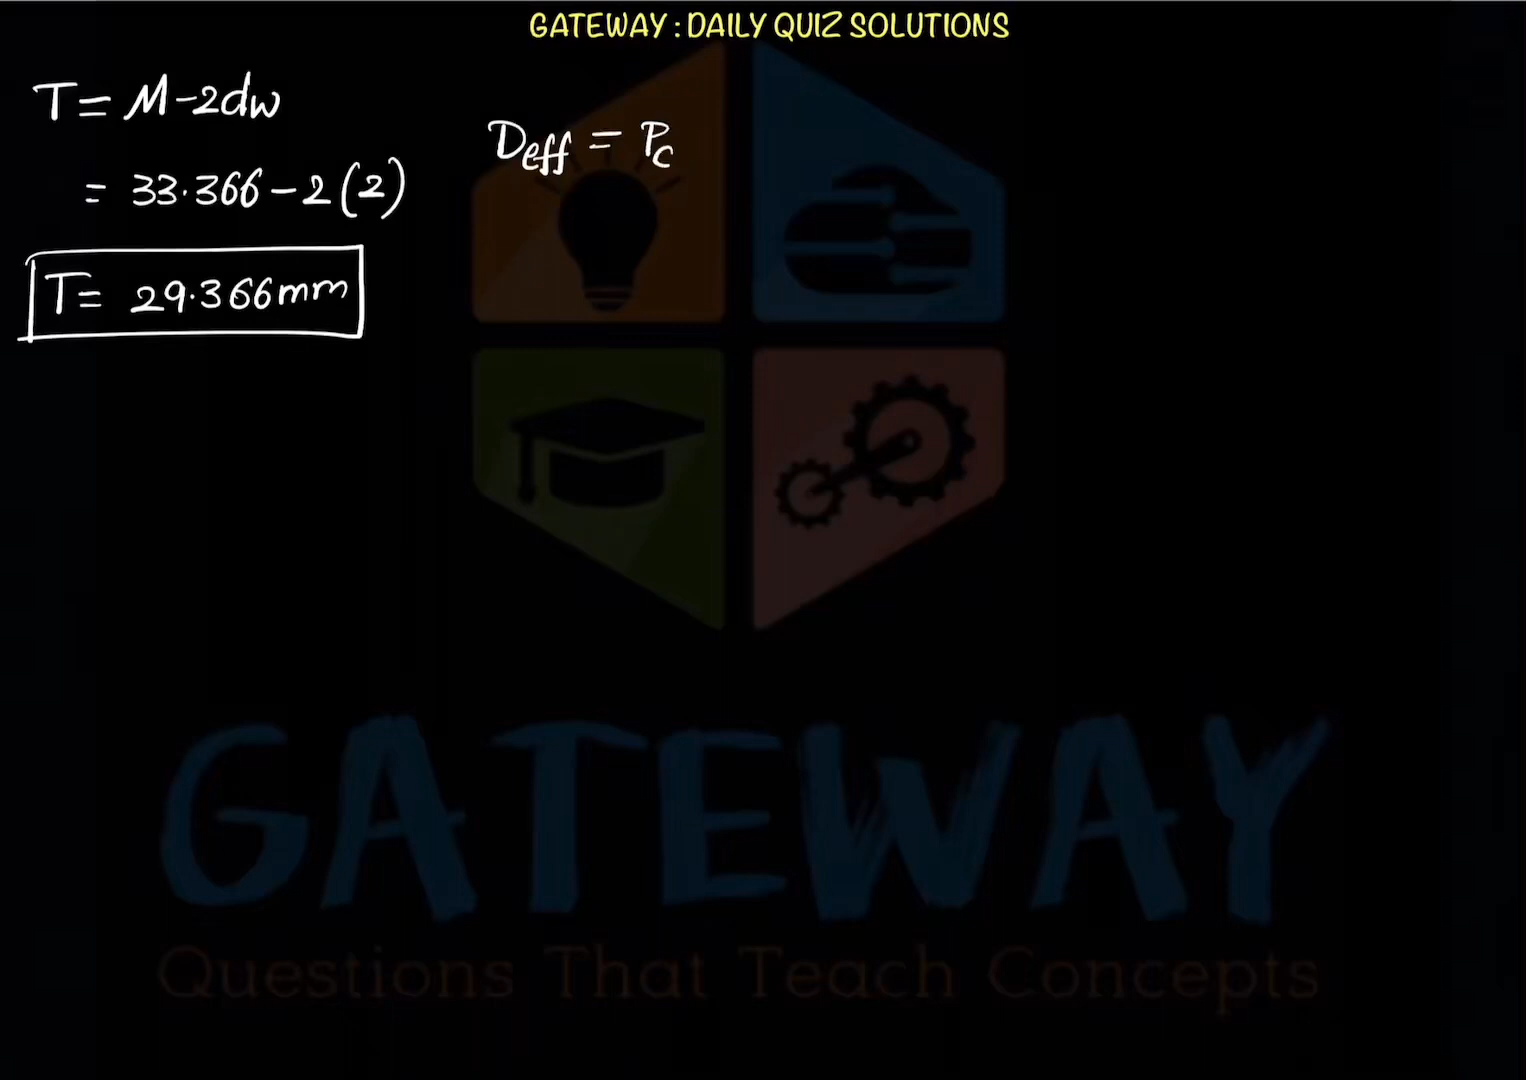 GATEWAY : DAILY QUIZ SOLUTIONS
T = M - 2dw
= 33.366 - 2(2)
T = 29.366mm
Deff = Pc
GATEWAY
Questions That Teach Concepts